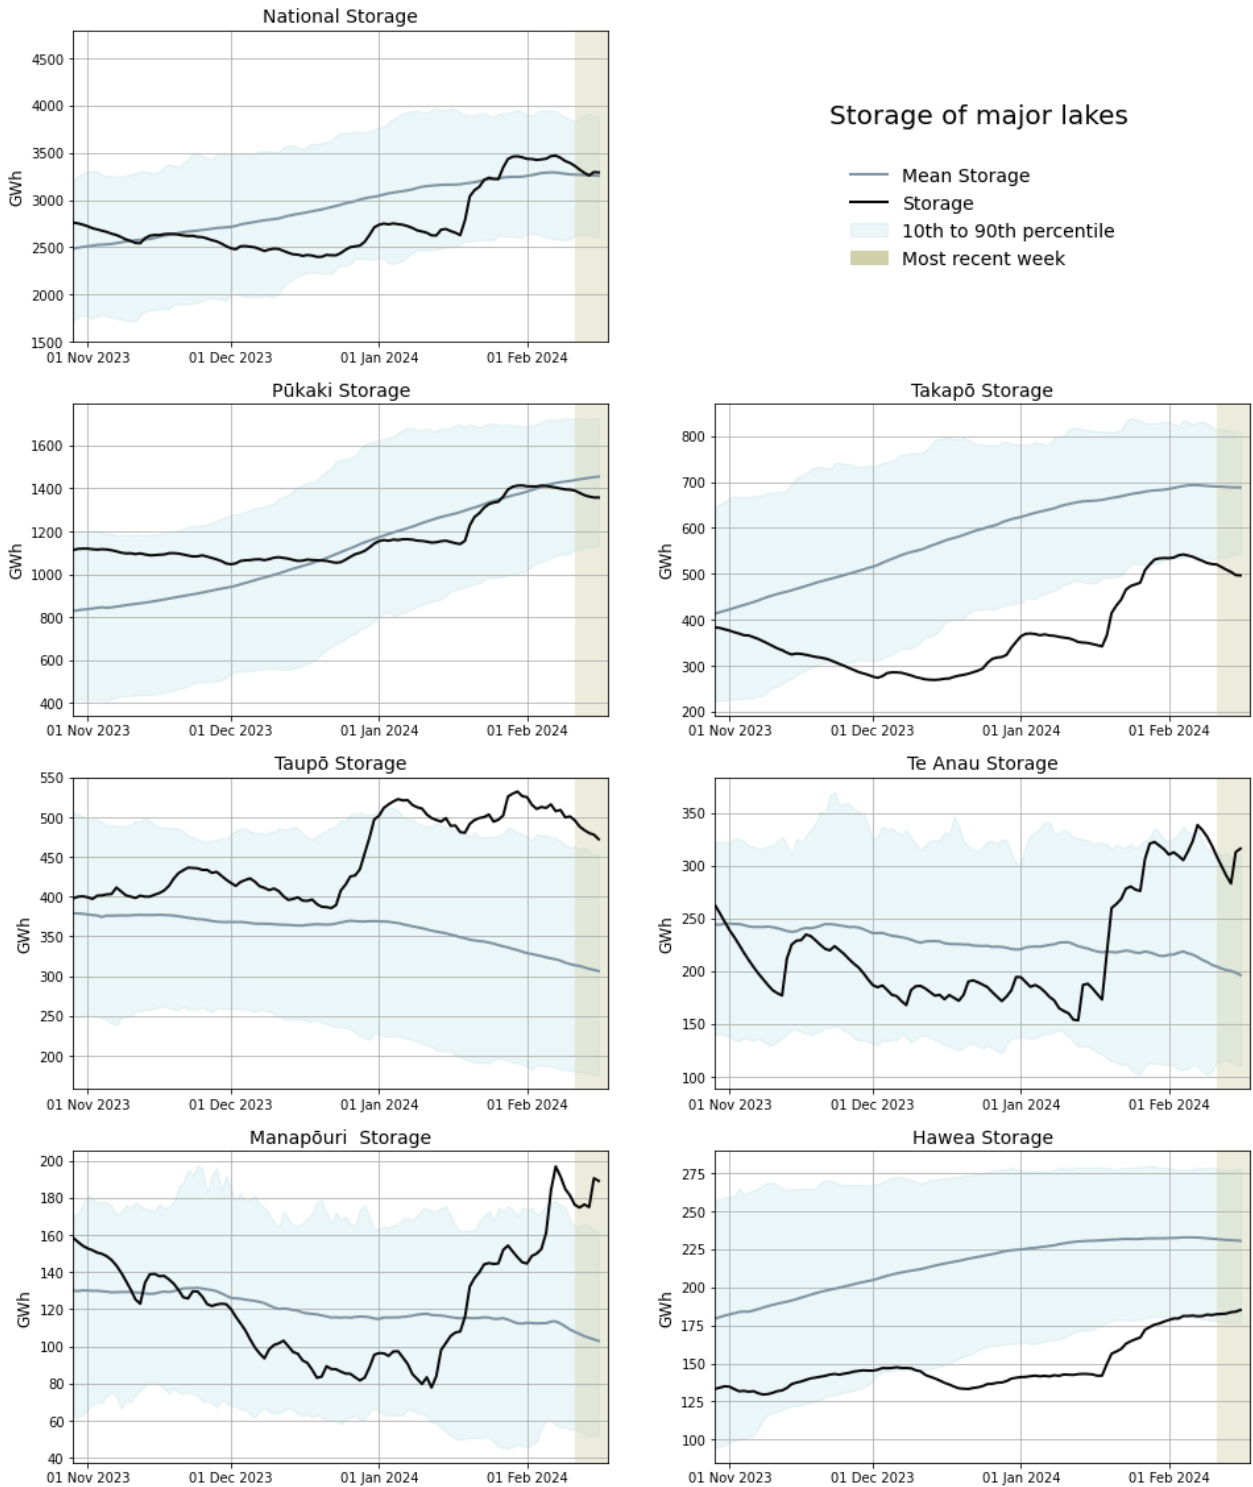 National Storage
GWh
4500
4000
3500
3000
2500
2000
1500
01 Nov 2023 01 Dec 2023 01 Jan 2024 01 Feb 2024
Storage of major lakes
Mean Storage
Storage
10th to 90th percentile
Most recent week
Pūkaki Storage
GWh
1600
1400
1200
1000
800
600
400
01 Nov 2023 01 Dec 2023 01 Jan 2024 01 Feb 2024
Takapō Storage
GWh
800
700
600
500
400
300
200
01 Nov 2023 01 Dec 2023 01 Jan 2024 01 Feb 2024
Taupō Storage
GWh
550
500
450
400
350
300
250
200
01 Nov 2023 01 Dec 2023 01 Jan 2024 01 Feb 2024
Te Anau Storage
GWh
350
300
250
200
150
100
01 Nov 2023 01 Dec 2023 01 Jan 2024 01 Feb 2024
Manapōuri  Storage
GWh
200
180
160
140
120
100
80
60
40
01 Nov 2023 01 Dec 2023 01 Jan 2024 01 Feb 2024
Hawea Storage
GWh
275
250
225
200
175
150
125
100
01 Nov 2023 01 Dec 2023 01 Jan 2024 01 Feb 2024